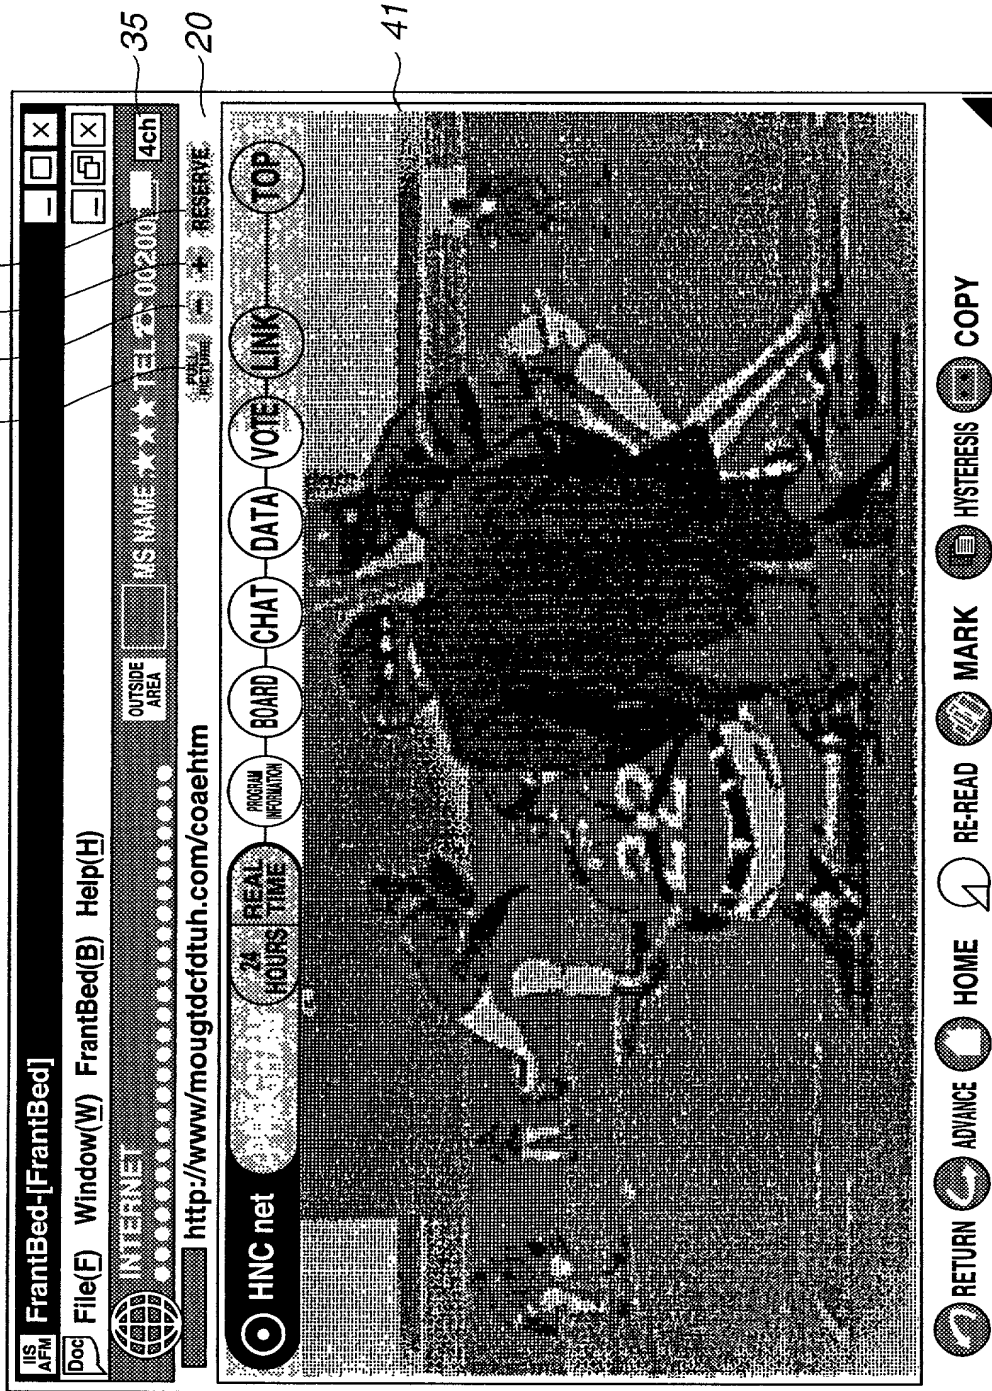 IIS AFM FrantBed-[FrantBed]
Doc File(F) Window(W) FrantBed(B) Help(H)
INTERNET OUTSIDE AREA MS NAME ★★★ TEL 00200 4ch 35
http://www/mougtdcfdtuh.com/coaehtm FULL PICTURE - + RESERVE 20
HNC net 24 HOURS REAL TIME PROGRAM INFORMATION BOARD CHAT DATA VOTE LINK TOP
41
RETURN ADVANCE HOME RE-READ MARK HYSTERESIS COPY